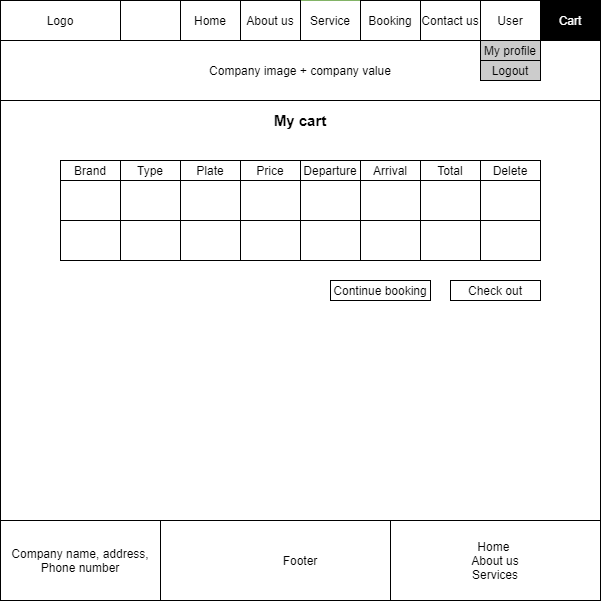 Logo
Home
About us
Service
Booking
Contact us
User
Cart
My profile
Logout
Company image + company value
My cart
Brand
Type
Plate
Price
Departure
Arrival
Total
Delete
Continue booking
Check out
Company name, address,
Phone number
Footer
Home
About us
Services